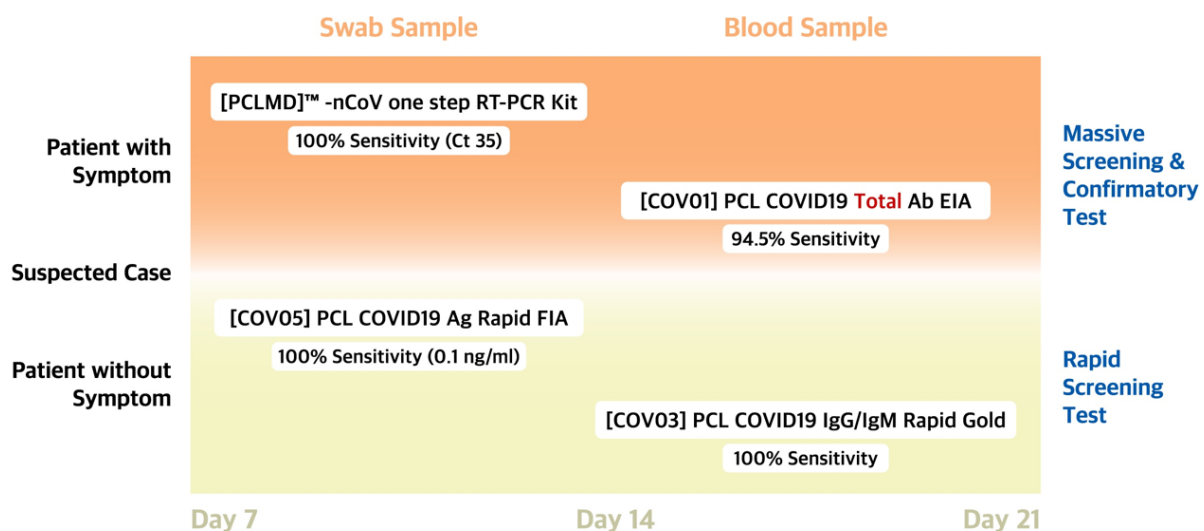 Swab Sample
Blood Sample
[PCLMD]™ -nCoV one step RT-PCR Kit
100% Sensitivity (Ct 35)
Patient with
Symptom
Massive
Screening &
Confirmatory
Test
[COV01] PCL COVID19 Total Ab EIA
94.5% Sensitivity
Suspected Case
[COV05] PCL COVID19 Ag Rapid FIA
100% Sensitivity (0.1 ng/ml)
Patient without
Symptom
Rapid
Screening
Test
[COV03] PCL COVID19 IgG/IgM Rapid Gold
100% Sensitivity
Day 7
Day 14
Day 21